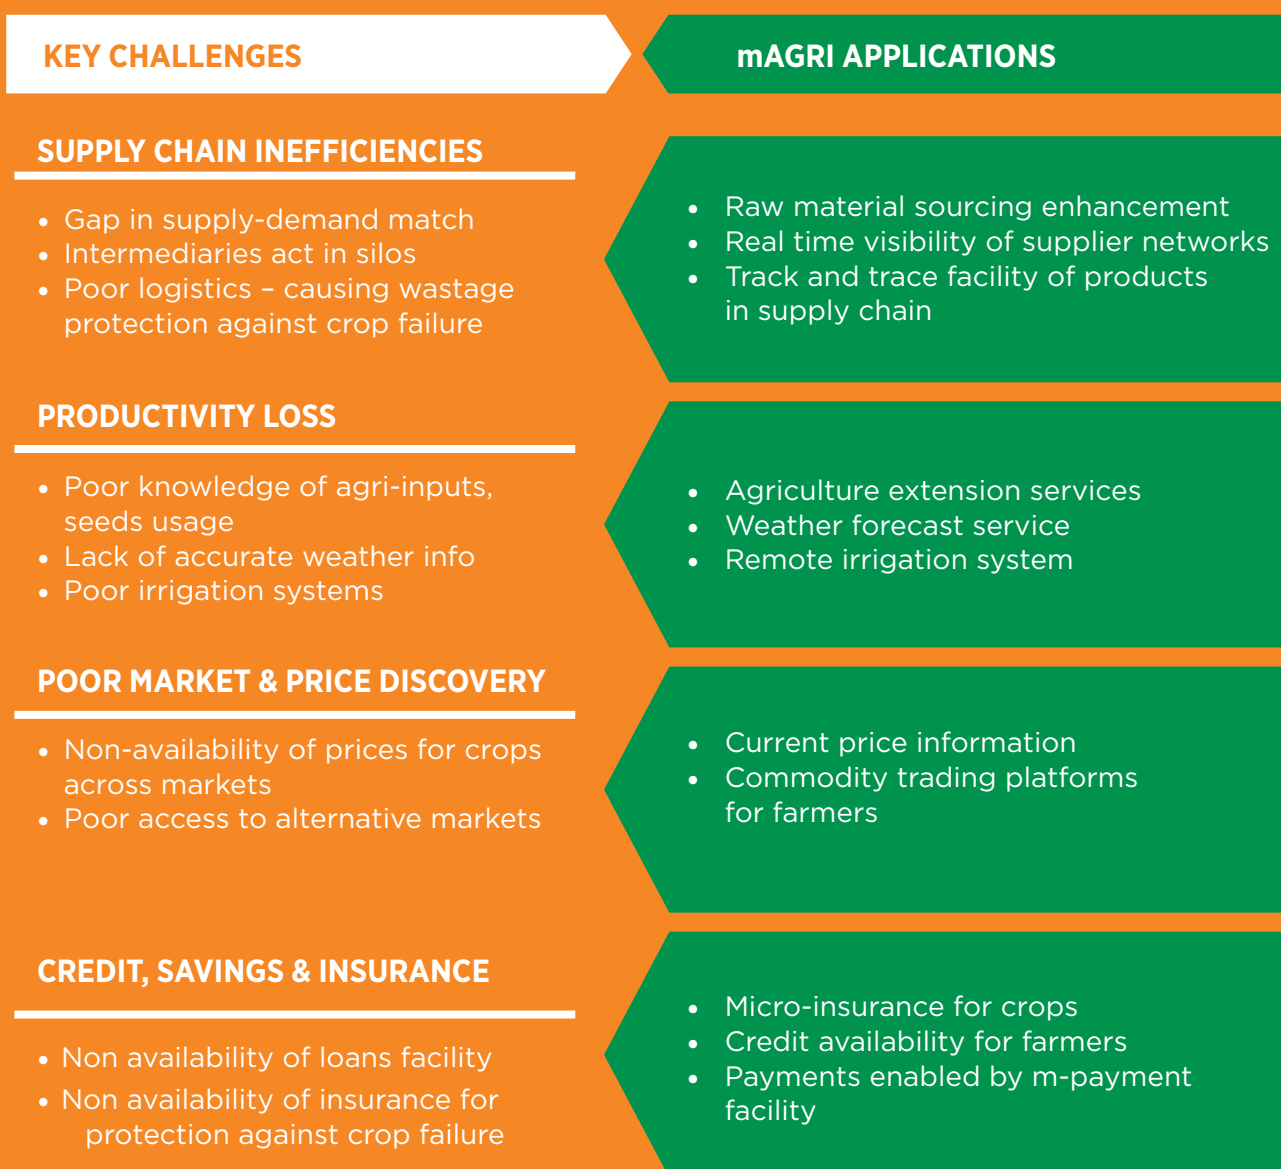 KEY CHALLENGES
mAGRI APPLICATIONS
SUPPLY CHAIN INEFFICIENCIES
• Gap in supply-demand match
• Intermediaries act in silos
• Poor logistics – causing wastage
protection against crop failure
• Raw material sourcing enhancement
• Real time visibility of supplier networks
• Track and trace facility of products
in supply chain
PRODUCTIVITY LOSS
• Poor knowledge of agri-inputs,
seeds usage
• Lack of accurate weather info
• Poor irrigation systems
• Agriculture extension services
• Weather forecast service
• Remote irrigation system
POOR MARKET & PRICE DISCOVERY
• Non-availability of prices for crops
across markets
• Poor access to alternative markets
• Current price information
• Commodity trading platforms
for farmers
CREDIT, SAVINGS & INSURANCE
• Non availability of loans facility
• Non availability of insurance for
protection against crop failure
• Micro-insurance for crops
• Credit availability for farmers
• Payments enabled by m-payment
facility